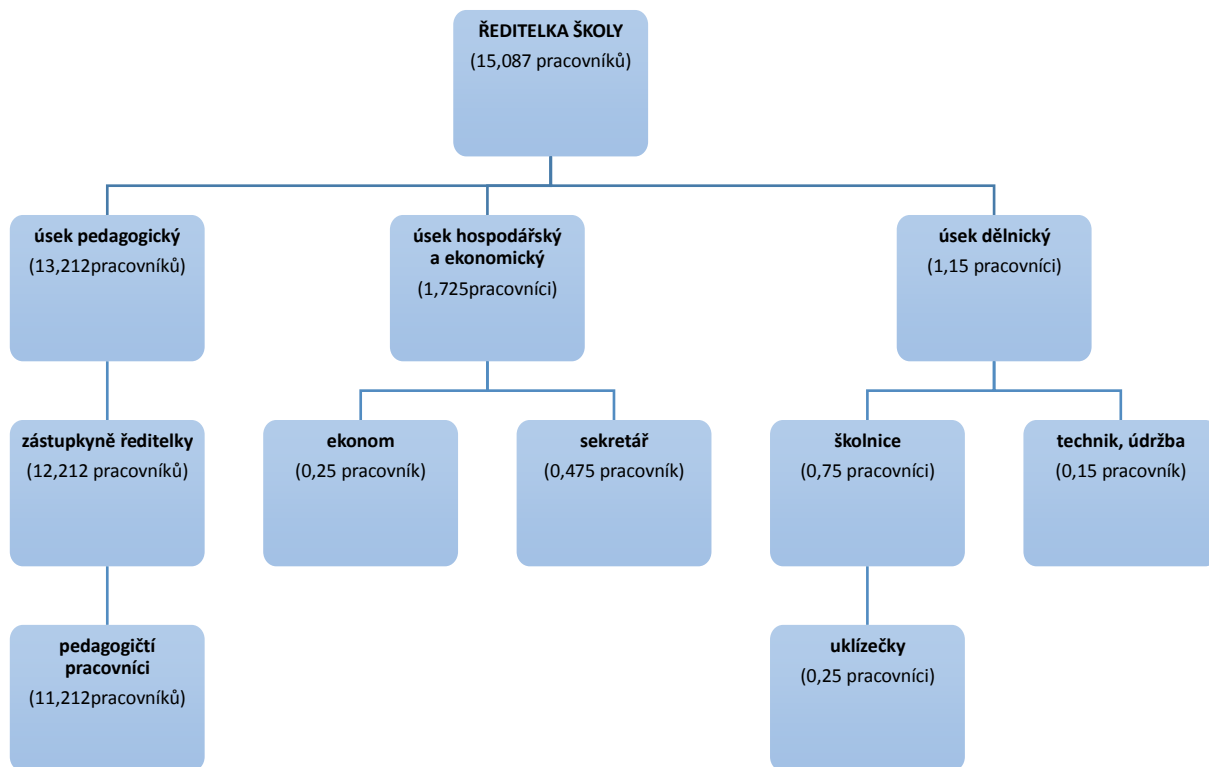 ŘEDITELKA ŠKOLY
(15,087 pracovníků)
úsek pedagogický
(13,212pracovníků)
úsek hospodářský
a ekonomický
(1,725pracovníci)
úsek dělnický
(1,15 pracovníci)
zástupkyně ředitelky
(12,212 pracovníků)
ekonom
(0,25 pracovník)
sekretář
(0,475 pracovník)
školnice
(0,75 pracovníci)
technik, údržba
(0,15 pracovník)
pedagogičtí
pracovníci
(11,212pracovníků)
uklízečky
(0,25 pracovníci)